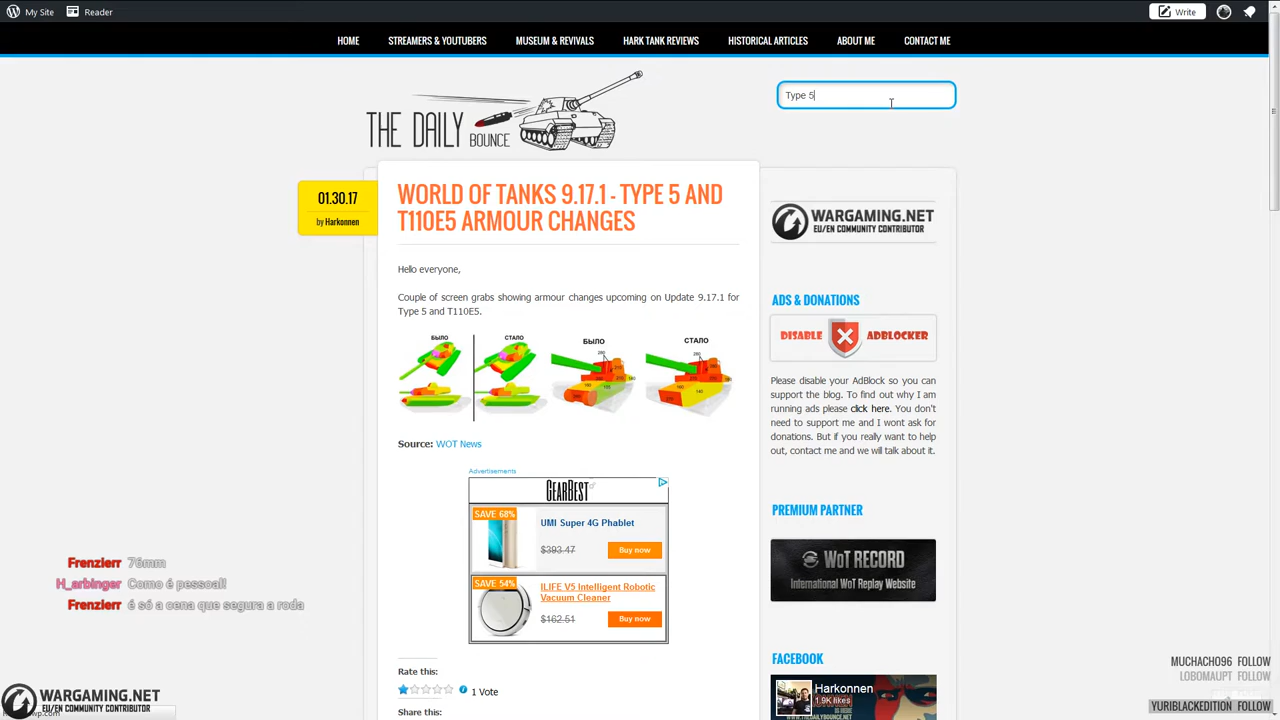 My Site
Reader
Write
HOME
STREAMERS & YOUTUBERS
MUSEUM & REVIVALS
HARK TANK REVIEWS
HISTORICAL ARTICLES
ABOUT ME
CONTACT ME
THE DAILY BOUNCE
Type 5
01.30.17
by Harkonnen
WORLD OF TANKS 9.17.1 - TYPE 5 AND
T110E5 ARMOUR CHANGES
Hello everyone,
Couple of screen grabs showing armour changes upcoming on Update 9.17.1 for
Type 5 and T110E5.
БЫЛО
СТАЛО
БЫЛО
СТАЛО
Source: WOT News
Advertisements
GEARBEST
SAVE 68%
UMI Super 4G Phablet
$393.47
Buy now
SAVE 54%
ILIFE V5 Intelligent Robotic
Vacuum Cleaner
$162.51
Buy now
Rate this:
1 Vote
Share this:
WARGAMING.NET
EU/EN COMMUNITY CONTRIBUTOR
ADS & DONATIONS
DISABLE ADBLOCKER
Please disable your AdBlock so you can
support the blog. To find out why I am
running ads please click here. You don't
need to support me and I wont ask for
donations. But if you really want to help
out, contact me and we will talk about it.
PREMIUM PARTNER
WOT RECORD
International WoT Replay Website
FACEBOOK
Harkonnen
1.9K likes
Frenzierr 76mm
H_arbinger Como é pessoal!
Frenzierr é só a cena que segura a roda
WARGAMING.NET
EU/EN COMMUNITY CONTRIBUTOR
MUCHACHO96 FOLLOW
LOBOMAUPT FOLLOW
YURIBLACKEDITION FOLLOW